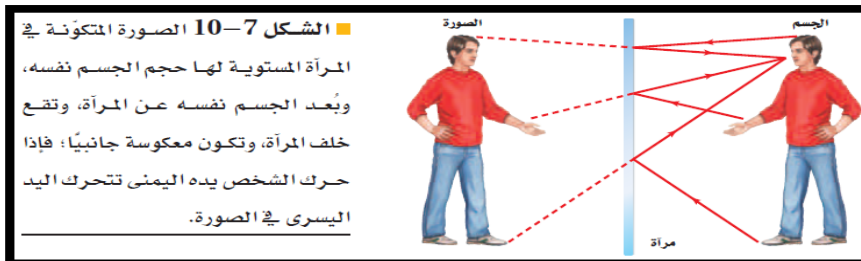 الشكل 7–10 الصورة المتكوّنة في
المرآة المستوية لها حجم الجسم نفسه،
وبُعد الجسم نفسه عن المرآة، وتقع
خلف المرآة، وتكون معكوسة جانبيًّا؛ فإذا
حرك الشخص يده اليمنى تتحرك اليد
اليسرى في الصورة.
الجسم
الصورة
مرآة